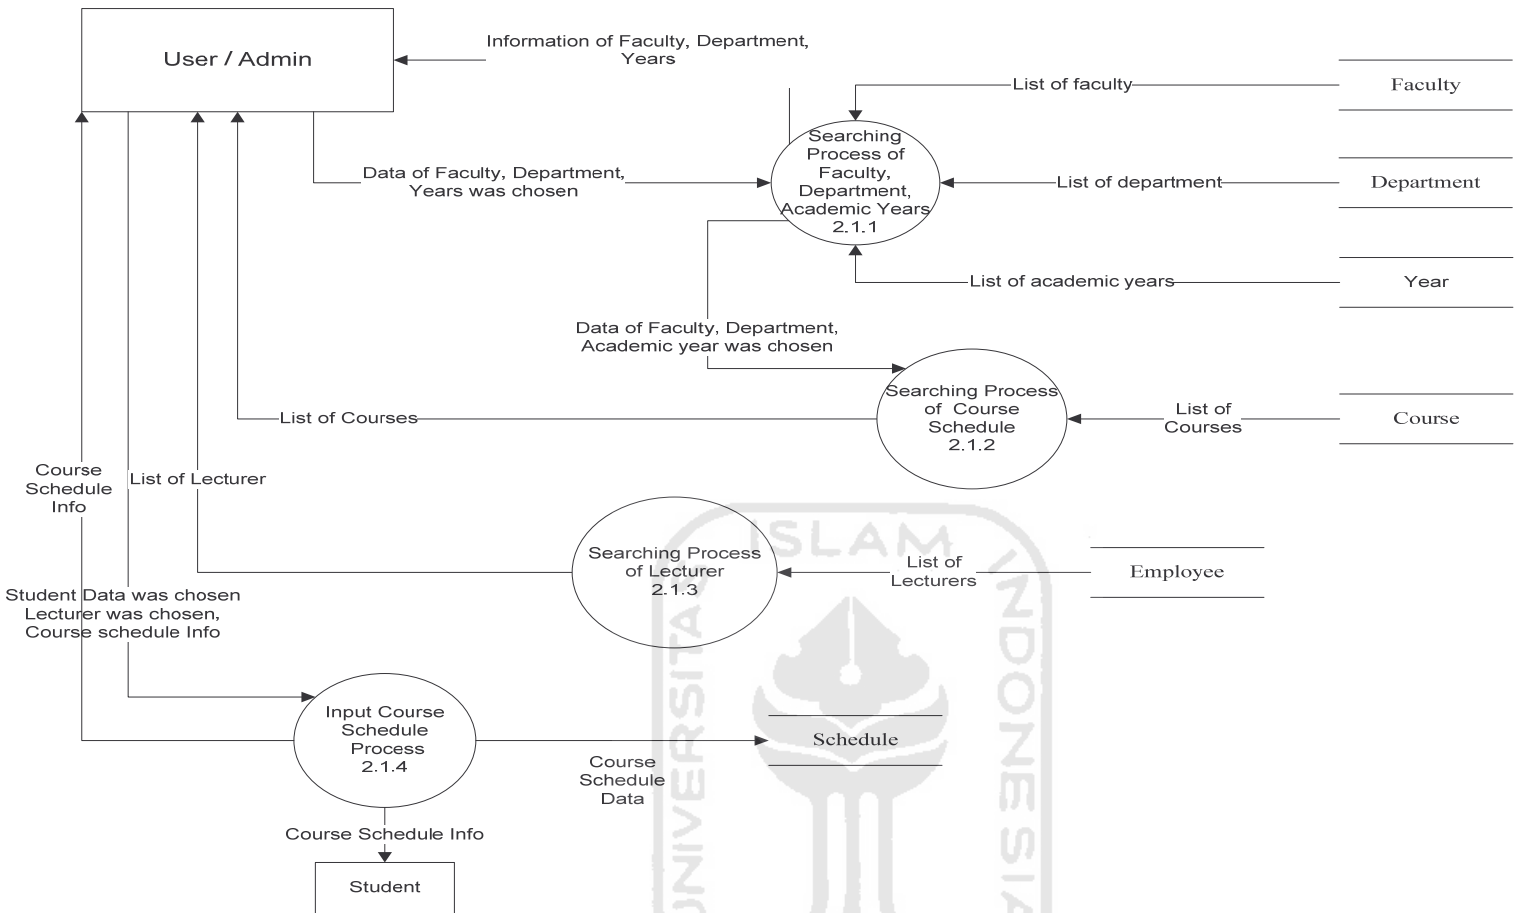 User / Admin
Information of Faculty, Department,
Years
List of faculty
Faculty
Searching
Process of
Faculty,
Department,
Academic Years
2.1.1
Data of Faculty, Department,
Years was chosen
List of department
Department
List of academic years
Year
Data of Faculty, Department,
Academic year was chosen
Searching Process
of Course
Schedule
2.1.2
List of Courses
List of
Courses
Course
Course
Schedule
Info
List of Lecturer
Searching Process
of Lecturer
2.1.3
List of
Lecturers
Employee
Student Data was chosen
Lecturer was chosen,
Course schedule Info
Input Course
Schedule
Process
2.1.4
Course
Schedule
Data
Schedule
Course Schedule Info
Student
UNIVERSITAS
ISLAM
INDONESIA